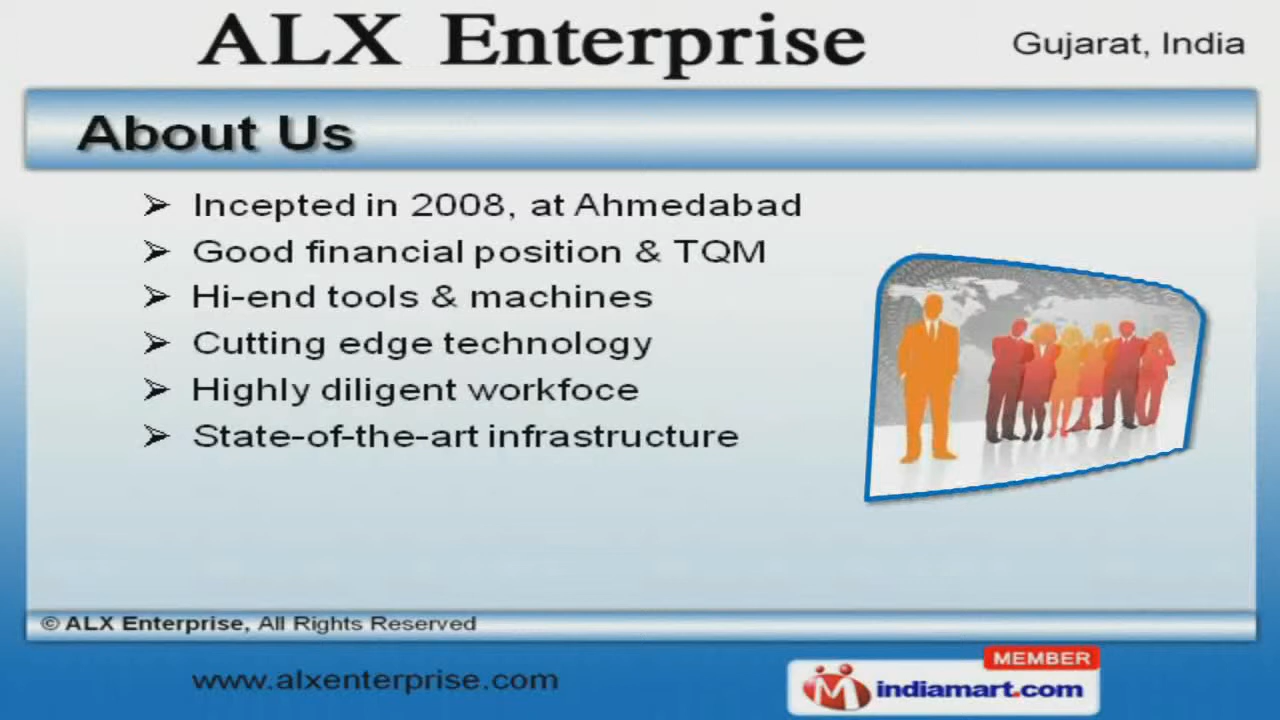 ALX Enterprise
Gujarat, India
About Us
➢ Incepted in 2008, at Ahmedabad
➢ Good financial position & TQM
➢ Hi-end tools & machines
➢ Cutting edge technology
➢ Highly diligent workfoce
➢ State-of-the-art infrastructure
© ALX Enterprise, All Rights Reserved
www.alxenterprise.com
MEMBER
indiamart.com